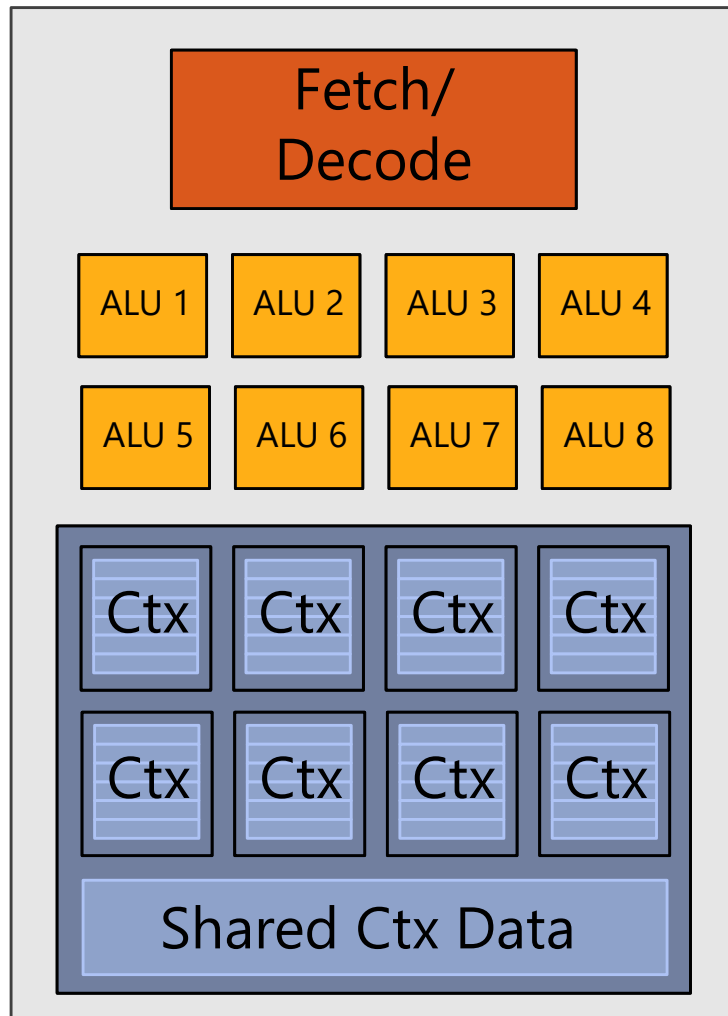 Fetch/
Decode
ALU 1 ALU 2 ALU 3 ALU 4
ALU 5 ALU 6 ALU 7 ALU 8
Ctx Ctx Ctx Ctx
Ctx Ctx Ctx Ctx
Shared Ctx Data